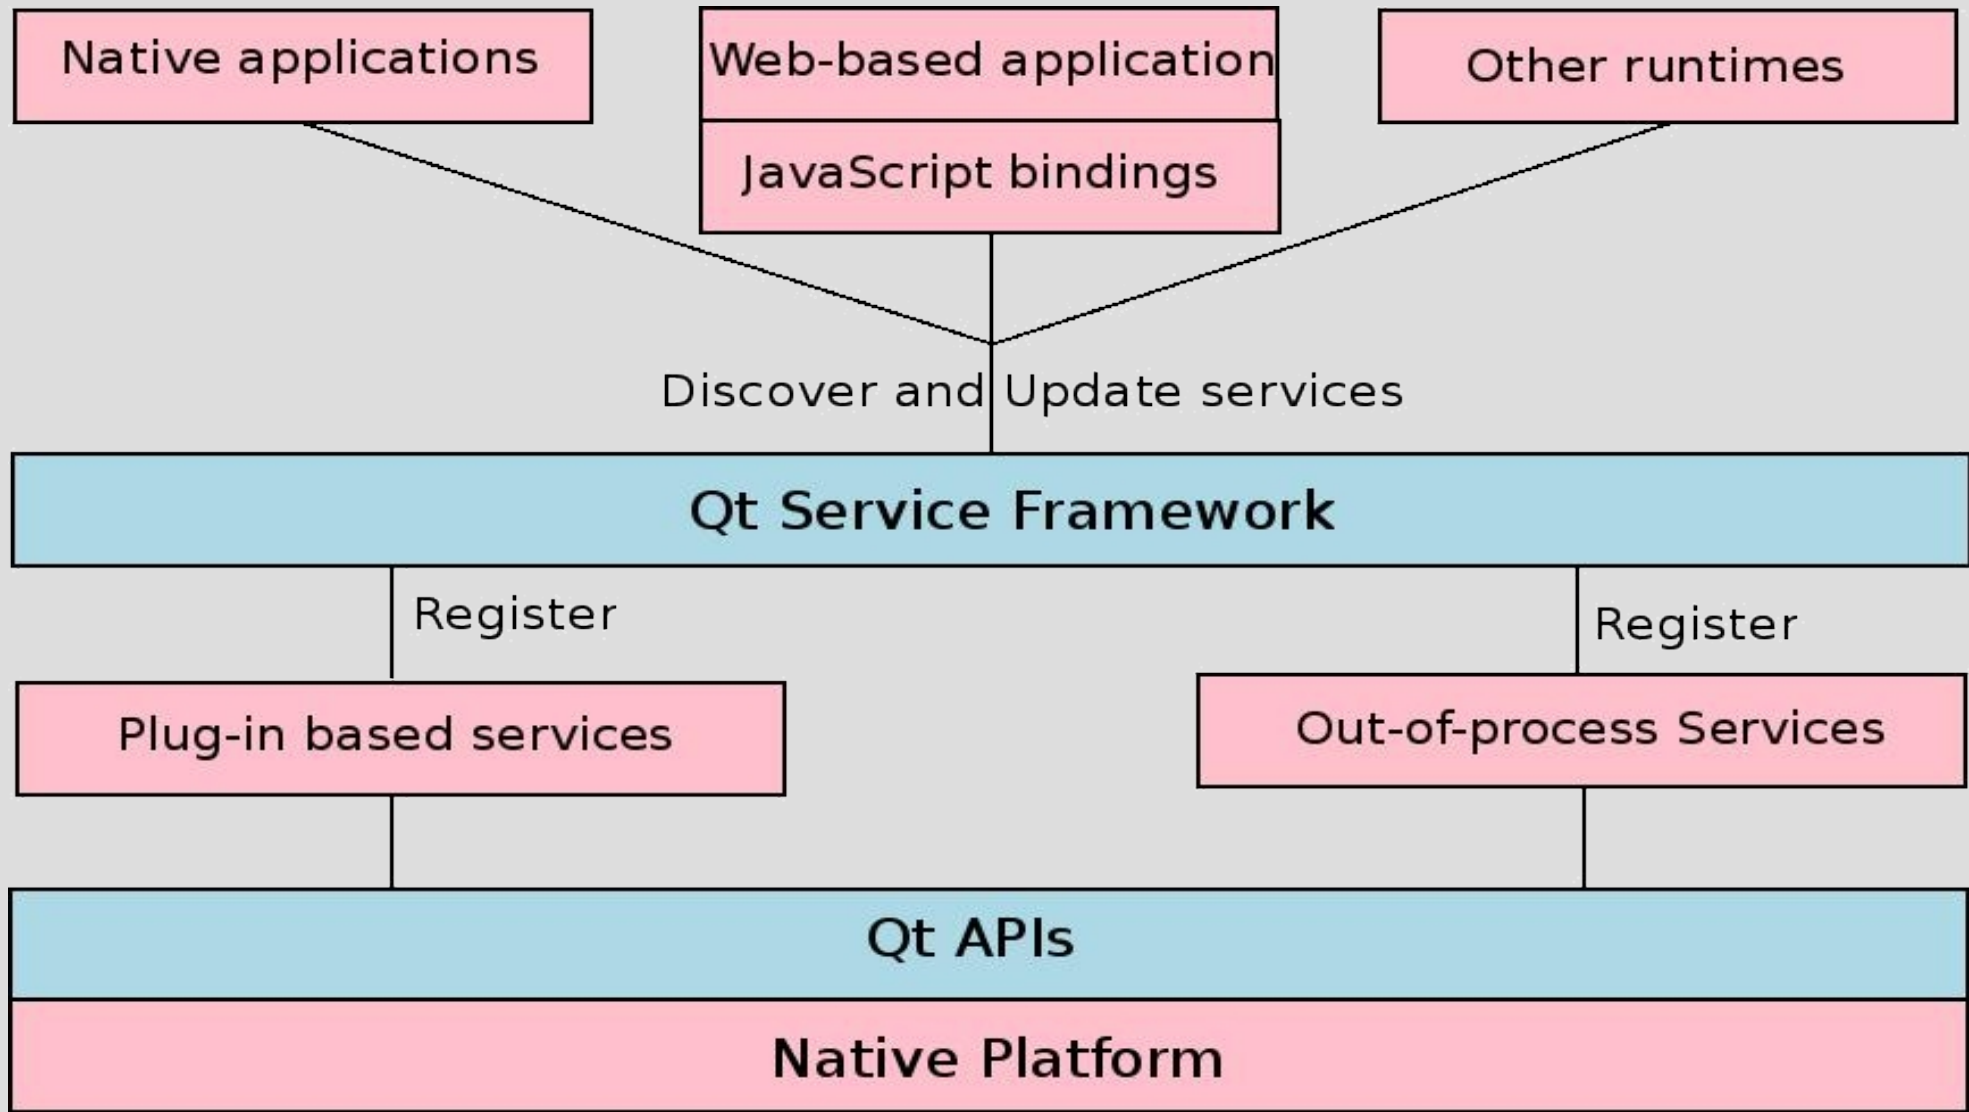 Native applications
Web-based application
Other runtimes
JavaScript bindings
Discover and Update services
Qt Service Framework
Register
Register
Plug-in based services
Out-of-process Services
Qt APIs
Native Platform